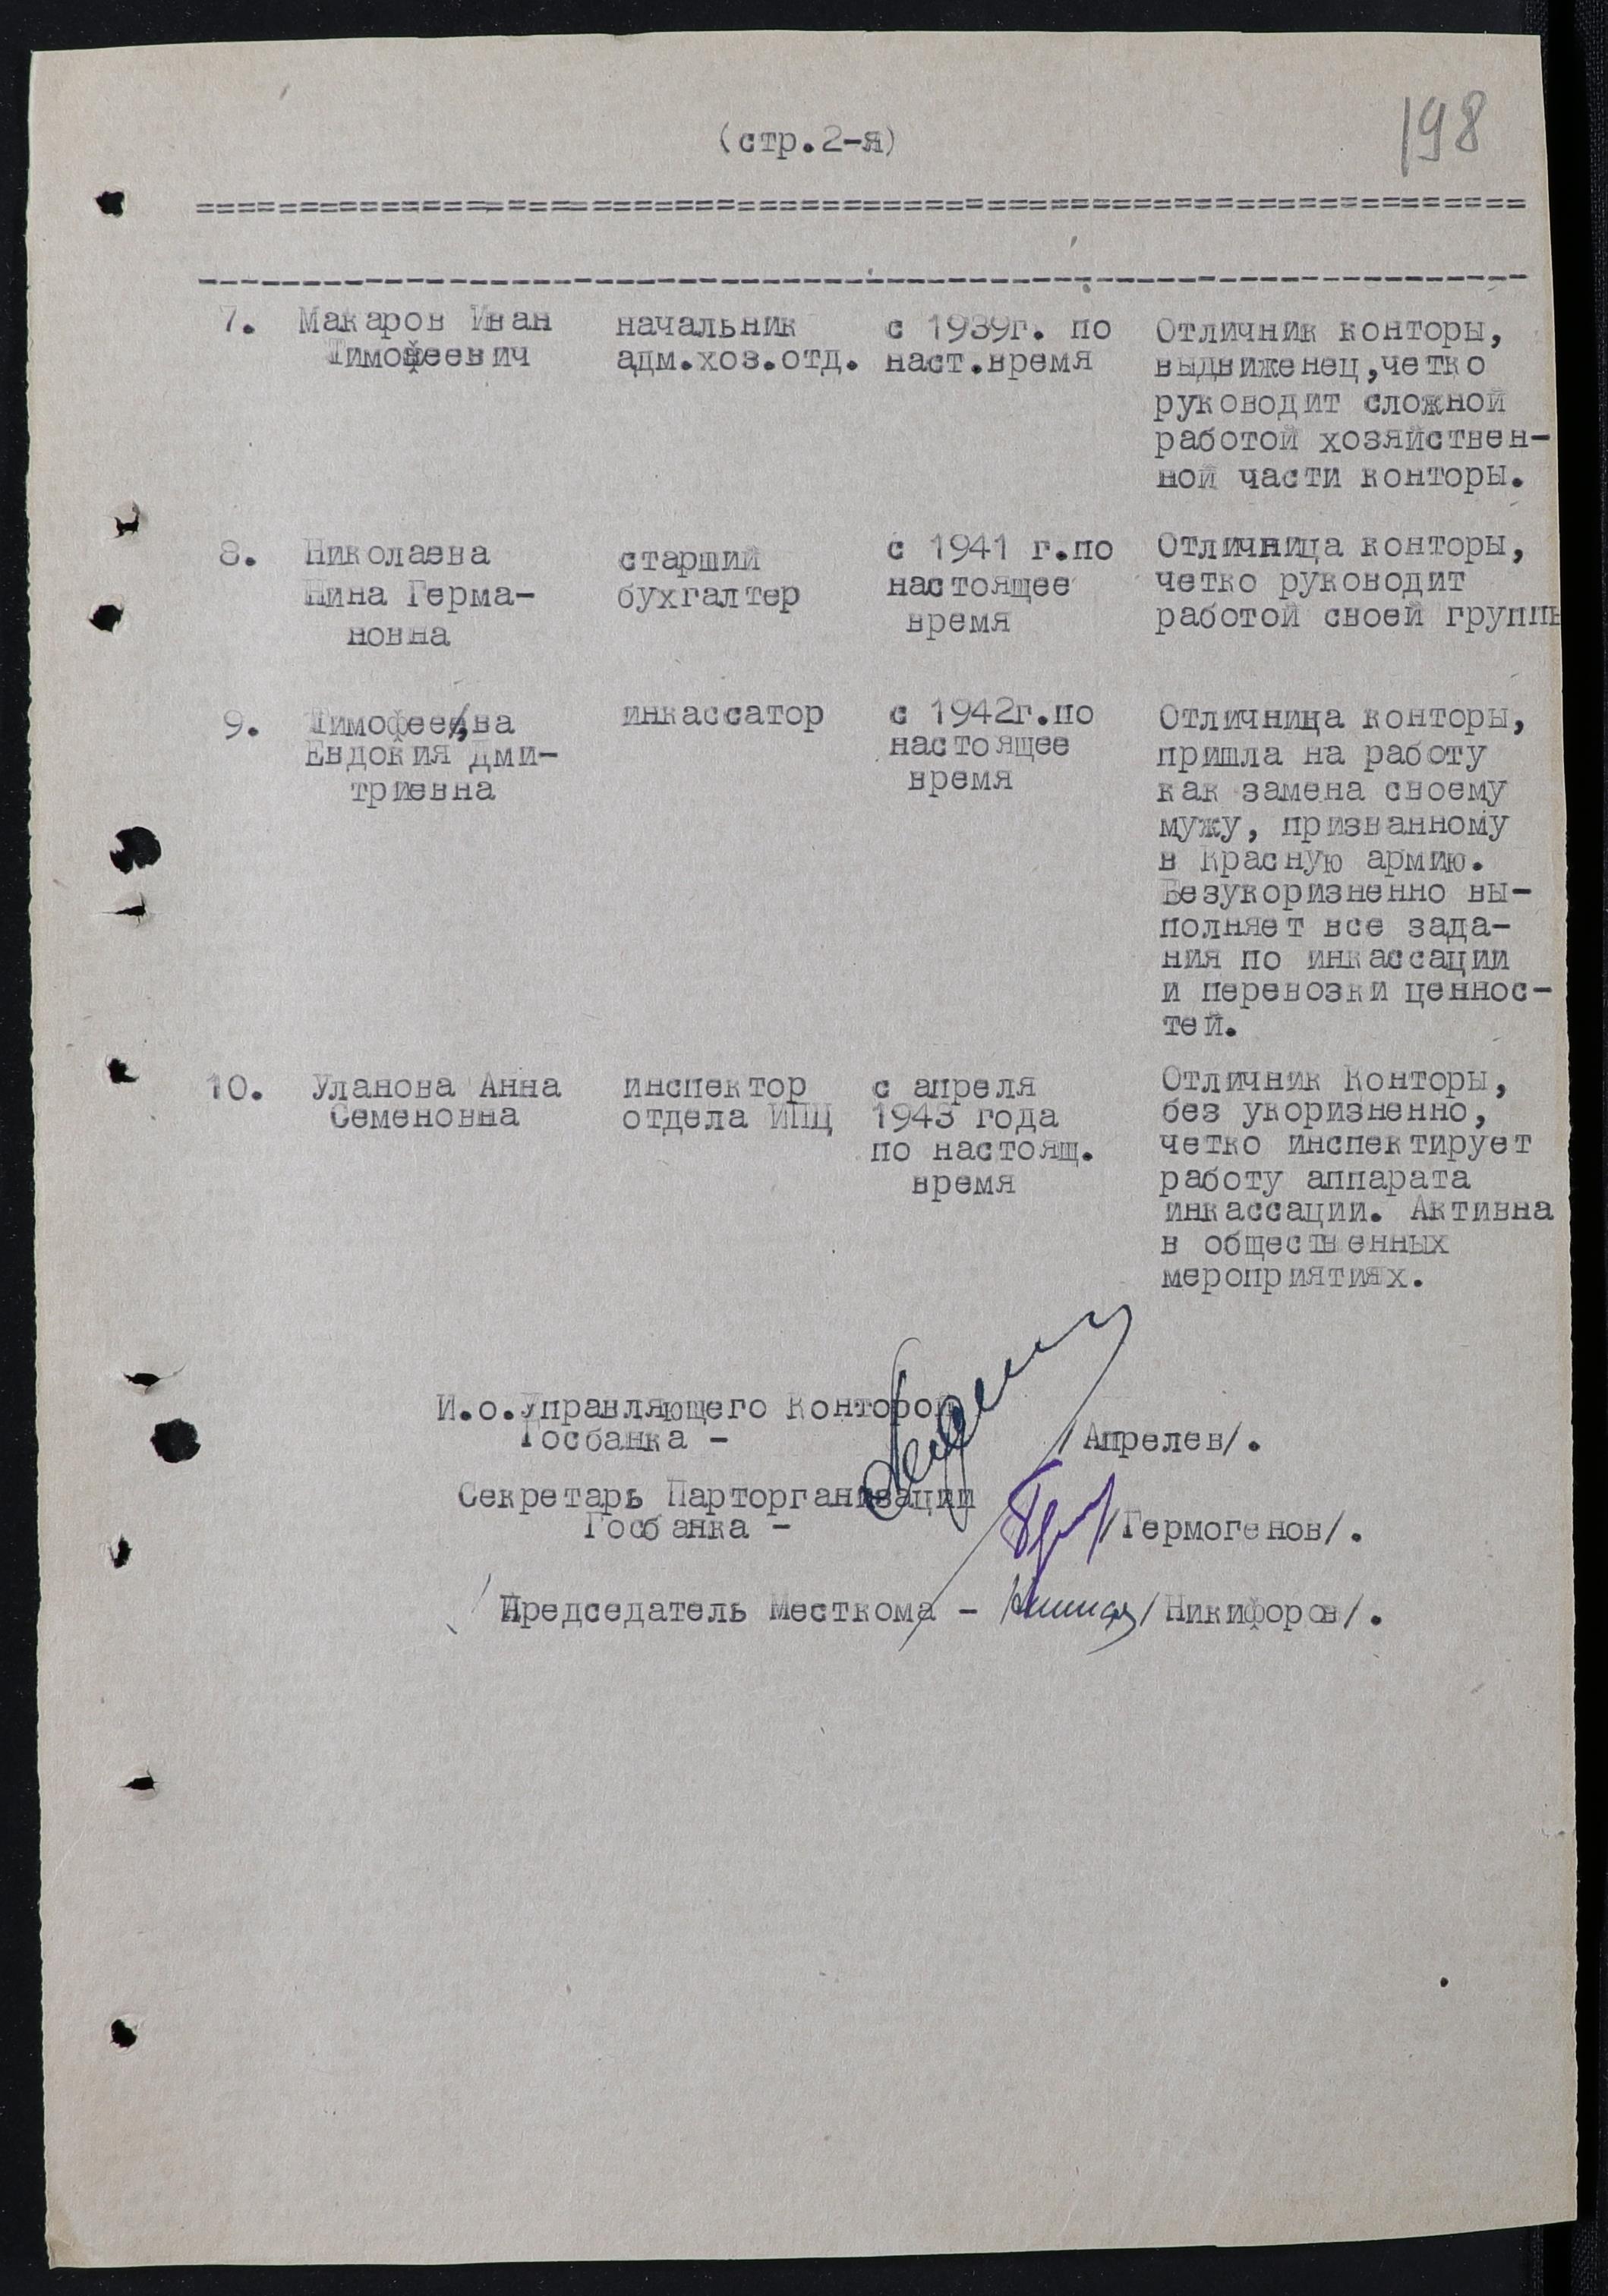 198
(стр.2-я)
7. Макаров Иван начальник с 1939г. по Отличник конторы,
Тимофеевич адм.хоз.отд. наст.время выдвиженец,четко
руководит сложной
работой хозяйствен-
ной части конторы.
8. Николаева старший с 1941 г.по Отличница конторы,
Нина Герма- бухгалтер настоящее четко руководит
новна время работой своей группы
9. Тимофеева инкассатор с 1942г.по Отличница конторы,
Евдокия Дми- настоящее пришла на работу
триевна время как замена своему
мужу, призванному
в Красную армию.
Безукоризненно вы-
полняет все зада-
ния по инкассации
и перевозки ценнос-
тей.
10. Уланова Анна инспектор с апреля Отличник Конторы,
Семеновна отдела ИПЦ 1943 года без укоризненно,
по настоящ. четко инспектирует
время работу аппарата
инкассации. Активна
в общественных
мероприятиях.
И.о.Управляющего Конторой
Госбанка - /Апрелев/.
Секретарь Парторганизации
Госбанка - /Гермогенов/.
Председатель Месткома - /Никифоров/.